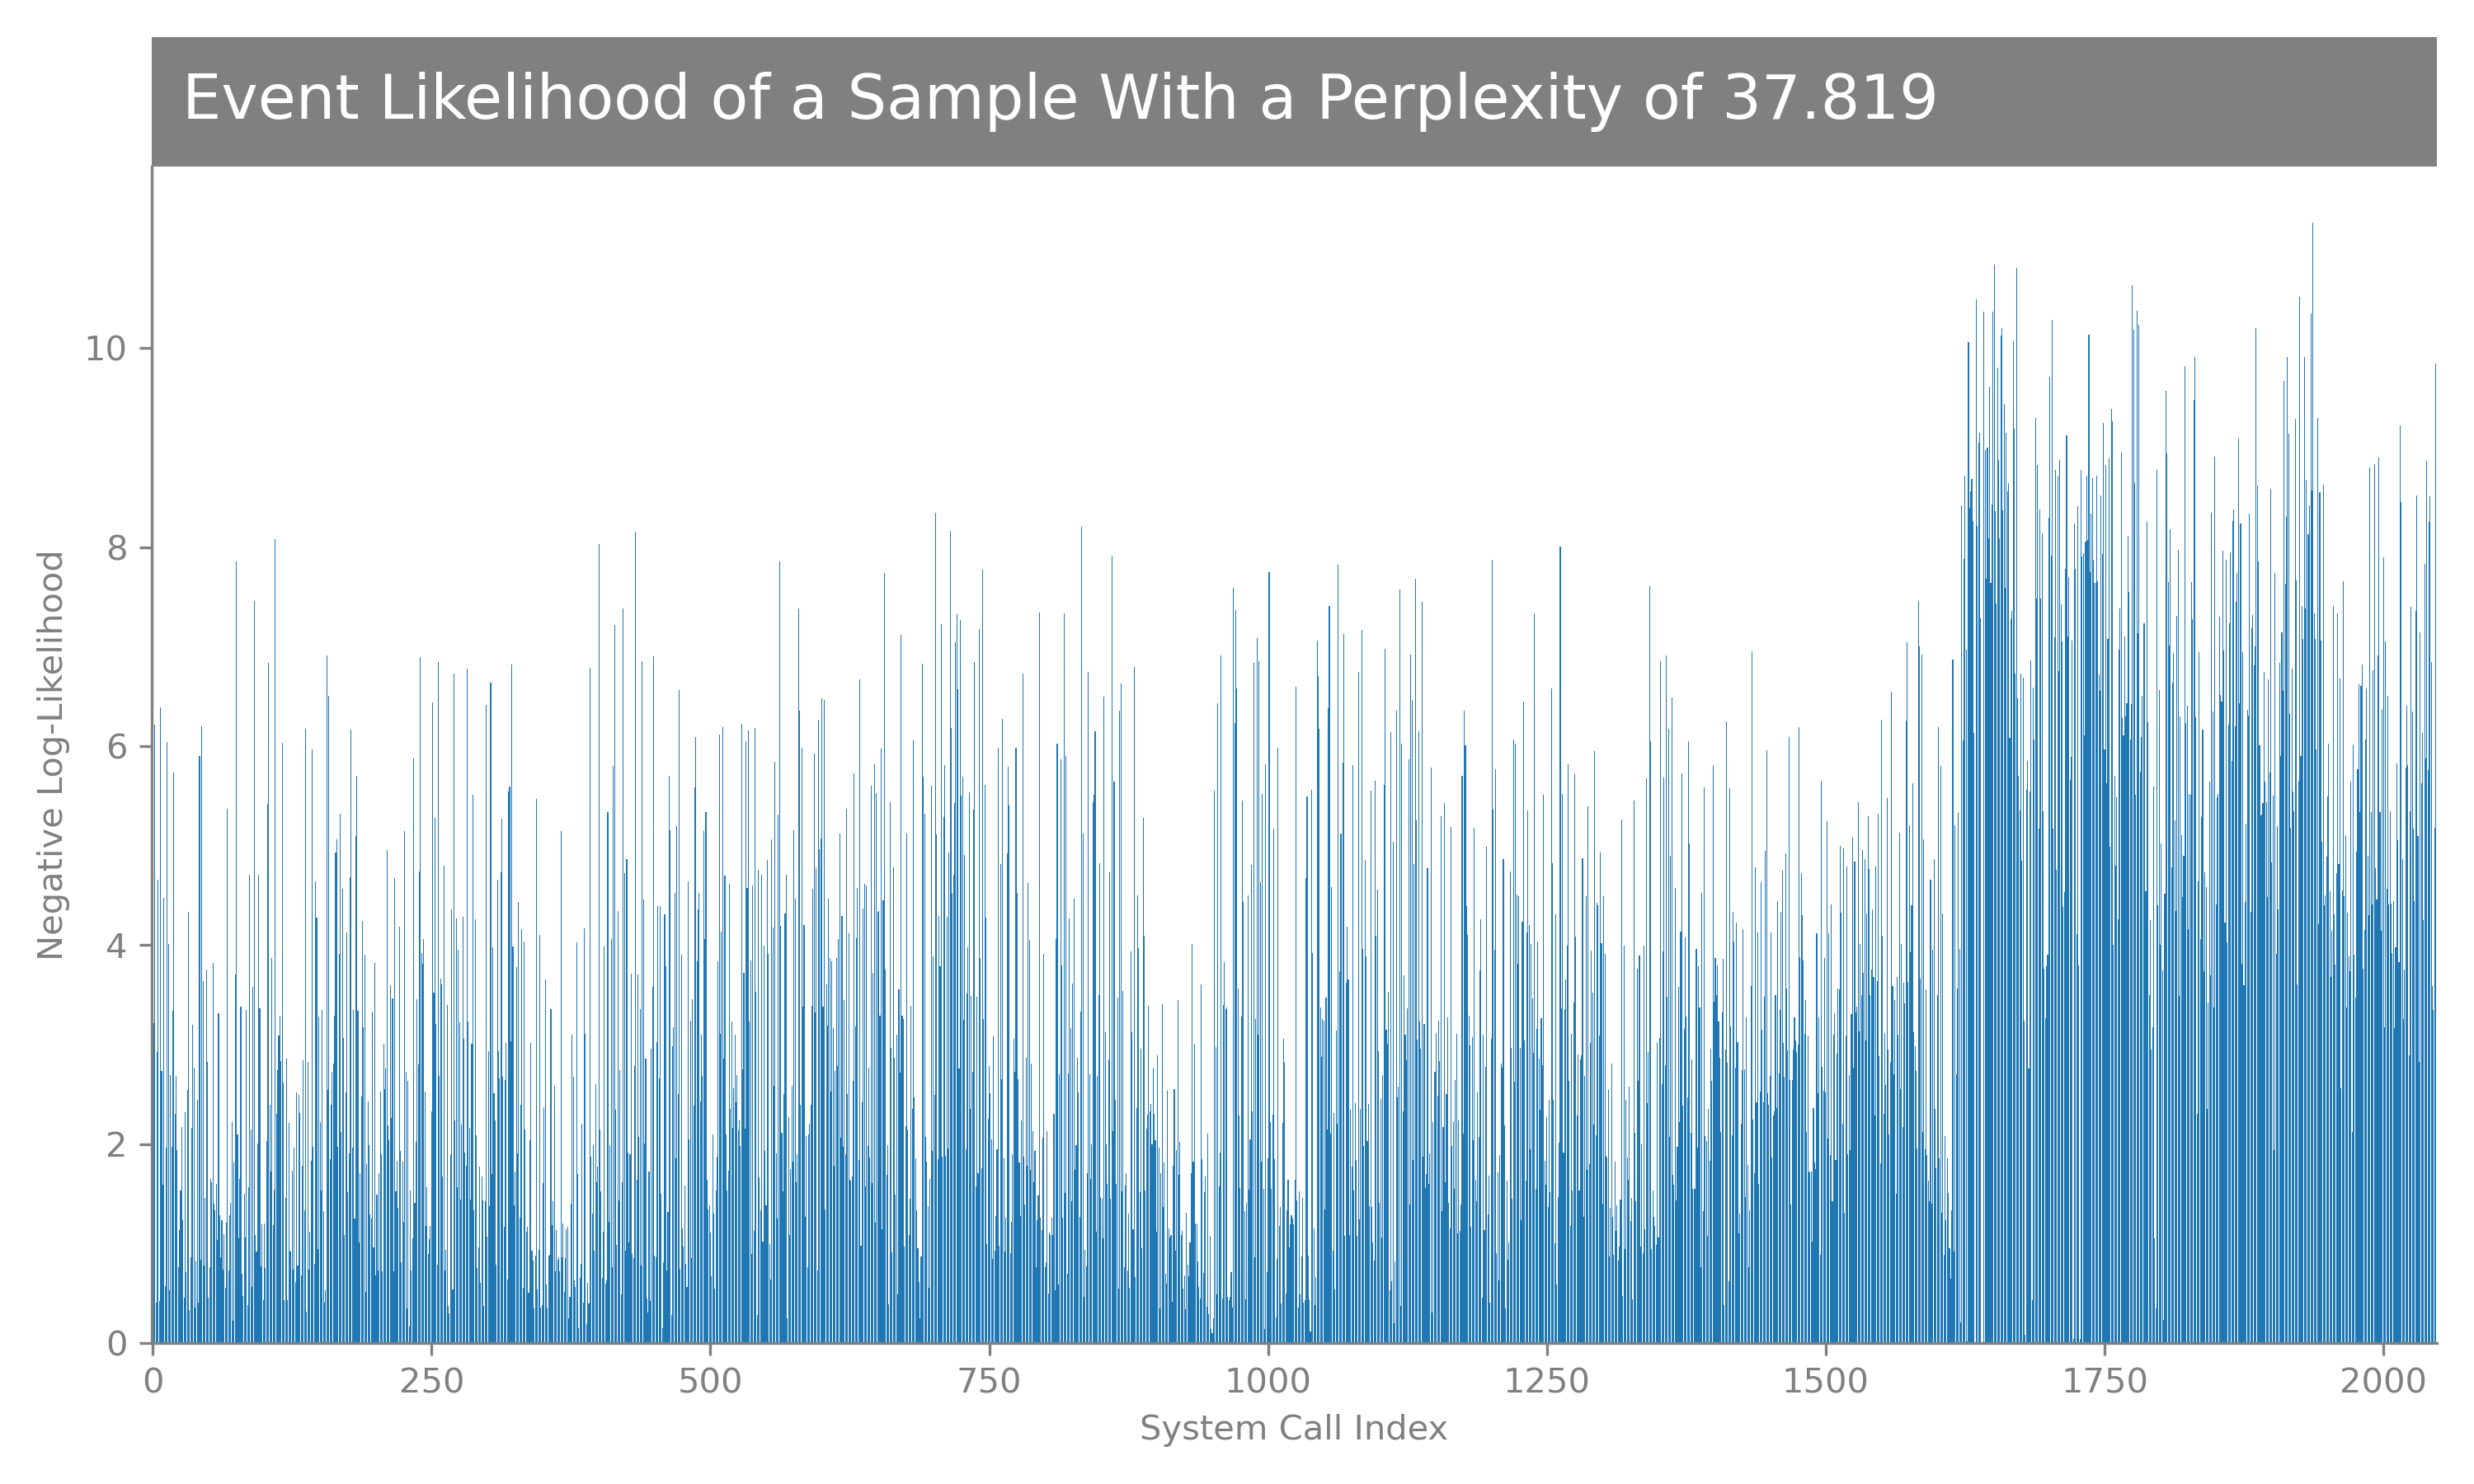 Event Likelihood of a Sample With a Perplexity of 37.819
Negative Log-Likelihood
10
8
6
4
2
0
0 250 500 750 1000 1250 1500 1750 2000
System Call Index